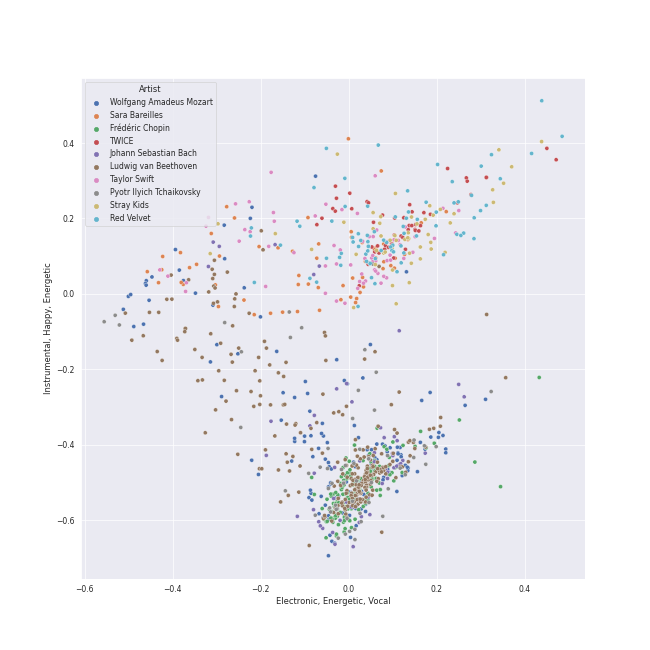 Artist
Wolfgang Amadeus Mozart
Sara Bareilles
Frédéric Chopin
TWICE
Johann Sebastian Bach
Ludwig van Beethoven
Taylor Swift
Pyotr Ilyich Tchaikovsky
Stray Kids
Red Velvet
0.4
0.2
0.0
−0.2
−0.4
−0.6
Instrumental, Happy, Energetic
−0.6 −0.4 −0.2 0.0 0.2 0.4
Electronic, Energetic, Vocal